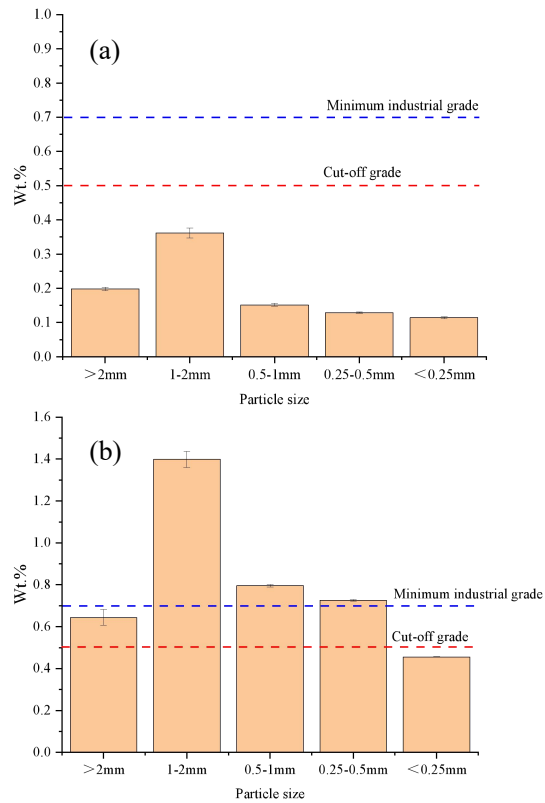 1.0
(a)
0.9
0.8
Minimum industrial grade
0.7
0.6
Cut-off grade
0.5
Wt.%
0.4
0.3
0.2
0.1
0.0
>2mm 1-2mm 0.5-1mm 0.25-0.5mm <0.25mm
Particle size
1.6
(b)
1.4
1.2
1.0
Wt.%
0.8
Minimum industrial grade
0.6
Cut-off grade
0.4
0.2
0.0
>2mm 1-2mm 0.5-1mm 0.25-0.5mm <0.25mm
Particle size